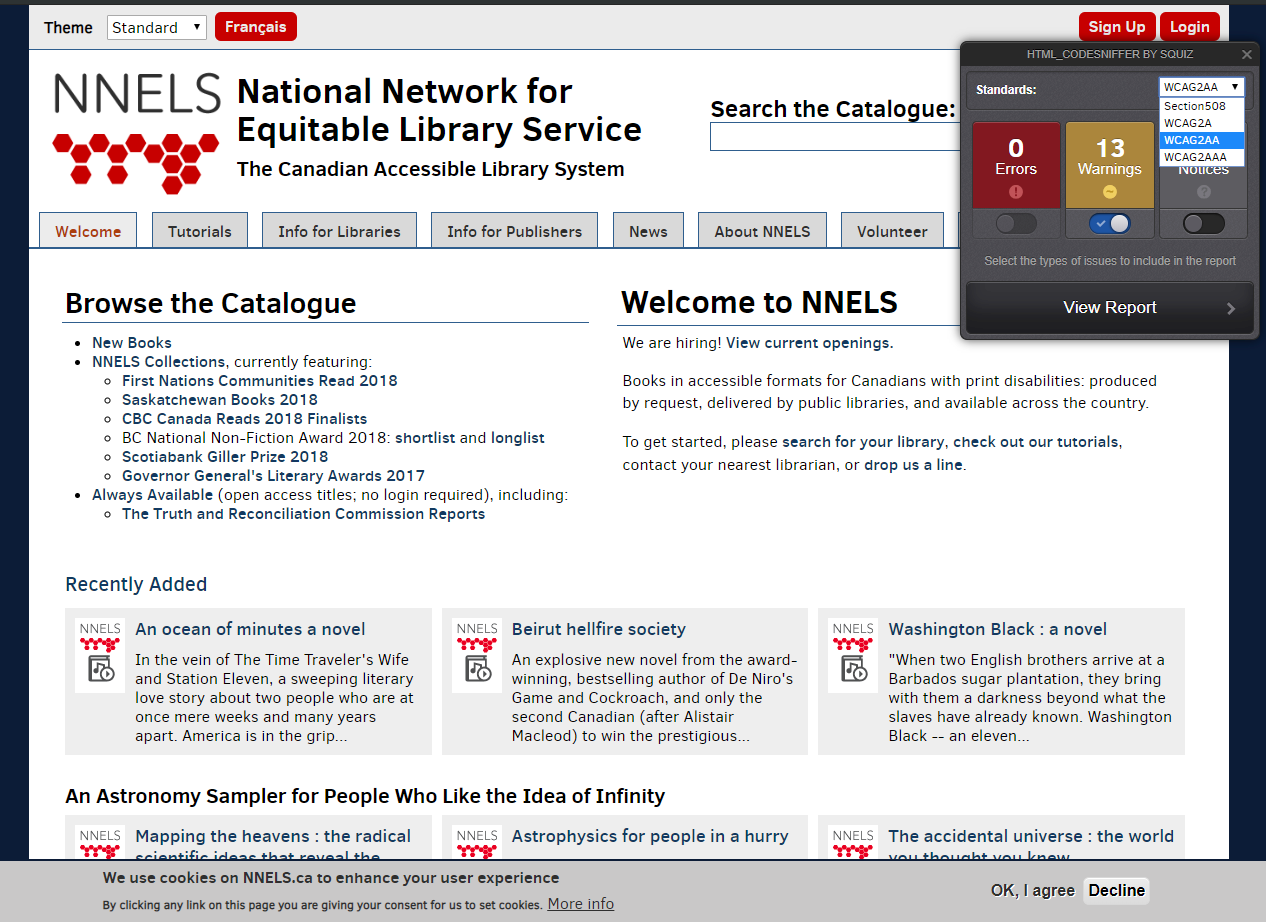 Theme Standard Français
Sign Up Login
NNELS
National Network for
Equitable Library Service
The Canadian Accessible Library System
Search the Catalogue:
HTML_CODESNIFFER BY SQUIZ
Standards: WCAG2AA
Section508
WCAG2A
WCAG2AA
WCAG2AAA
0 13
Errors Warnings Notices
Select the types of issues to include in the report
View Report
Welcome Tutorials Info for Libraries Info for Publishers News About NNELS Volunteer
Browse the Catalogue
New Books
NNELS Collections, currently featuring:
First Nations Communities Read 2018
Saskatchewan Books 2018
CBC Canada Reads 2018 Finalists
BC National Non-Fiction Award 2018: shortlist and longlist
Scotiabank Giller Prize 2018
Governor General's Literary Awards 2017
Always Available (open access titles; no login required), including:
The Truth and Reconciliation Commission Reports
Welcome to NNELS
We are hiring! View current openings.
Books in accessible formats for Canadians with print disabilities: produced
by request, delivered by public libraries, and available across the country.
To get started, please search for your library, check out our tutorials,
contact your nearest librarian, or drop us a line.
Recently Added
NNELS
An ocean of minutes a novel
In the vein of The Time Traveler's Wife
and Station Eleven, a sweeping literary
love story about two people who are at
once mere weeks and many years
apart. America is in the grip...
NNELS
Beirut hellfire society
An explosive new novel from the award-
winning, bestselling author of De Niro's
Game and Cockroach, and only the
second Canadian (after Alistair
Macleod) to win the prestigious...
NNELS
Washington Black : a novel
"When two English brothers arrive at a
Barbados sugar plantation, they bring
with them a darkness beyond what the
slaves have already known. Washington
Black -- an eleven...
An Astronomy Sampler for People Who Like the Idea of Infinity
NNELS
Mapping the heavens : the radical
scientific ideas that reveal the
NNELS
Astrophysics for people in a hurry
NNELS
The accidental universe : the world
you thought you knew
We use cookies on NNELS.ca to enhance your user experience
By clicking any link on this page you are giving your consent for us to set cookies. More info
OK, I agree Decline